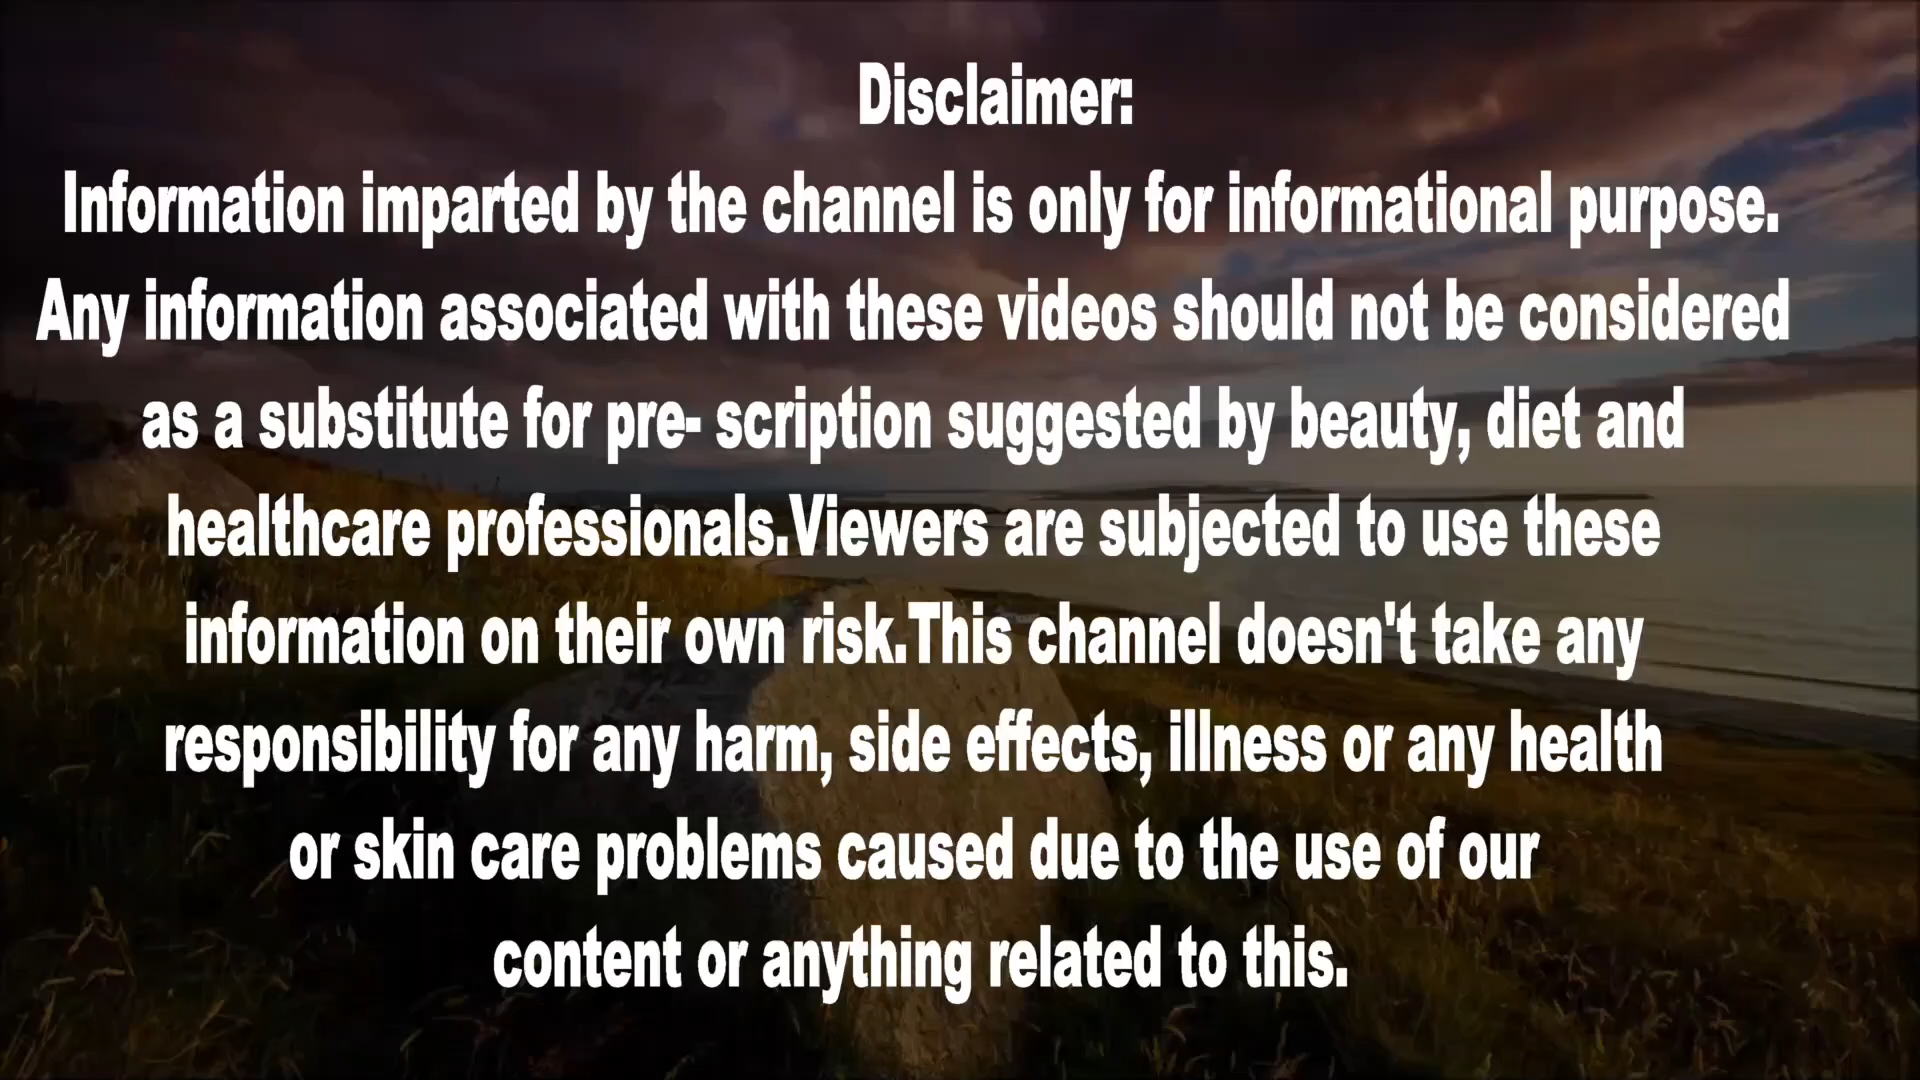 Disclaimer:
Information imparted by the channel is only for informational purpose.
Any information associated with these videos should not be considered
as a substitute for pre- scription suggested by beauty, diet and
healthcare professionals.Viewers are subjected to use these
information on their own risk.This channel doesn't take any
responsibility for any harm, side effects, illness or any health
or skin care problems caused due to the use of our
content or anything related to this.